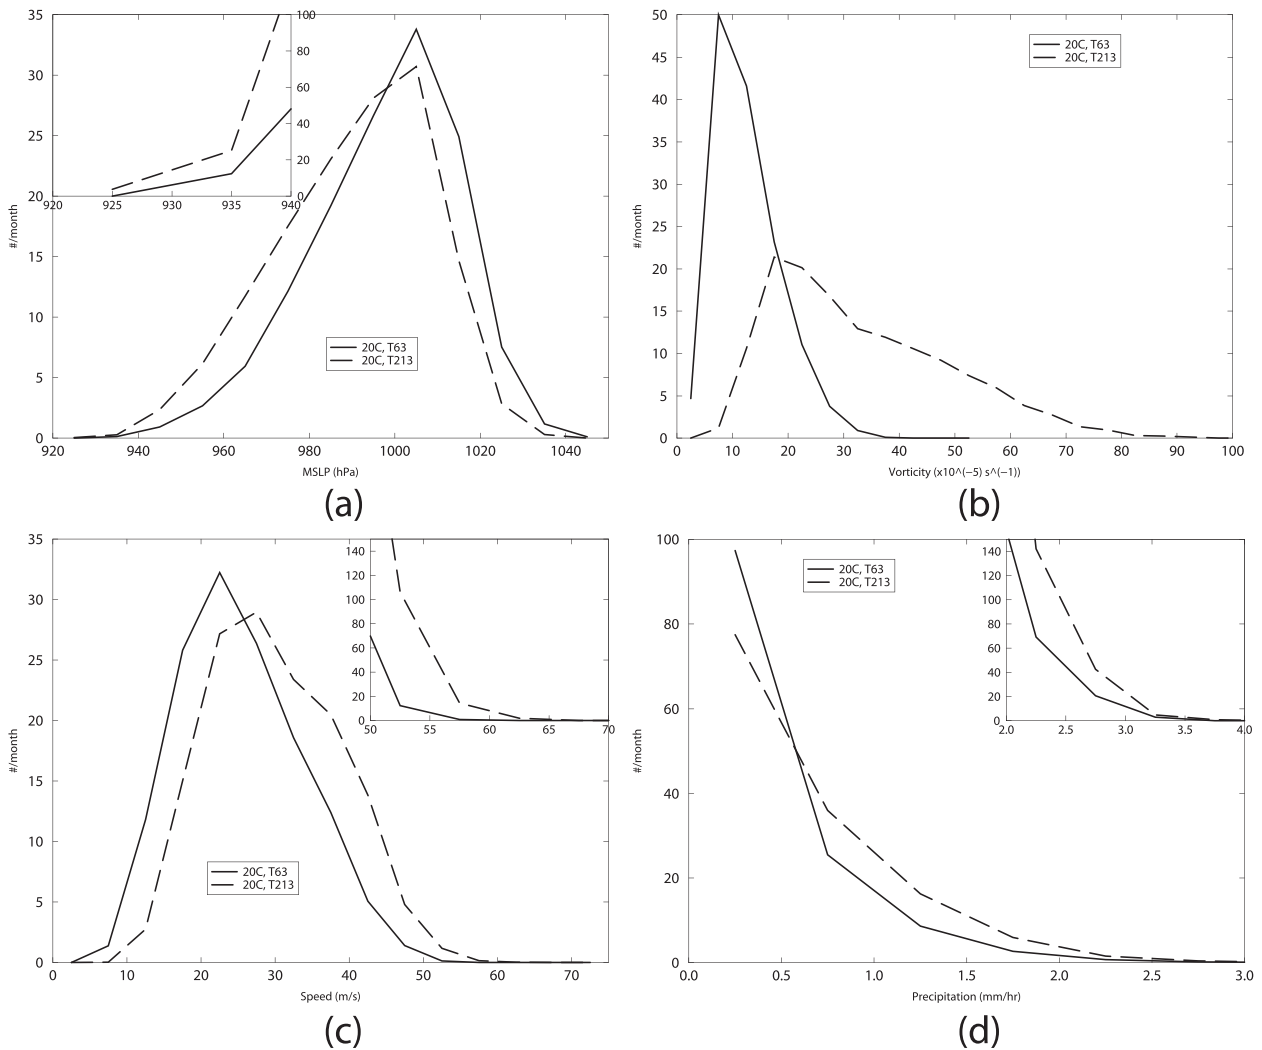 35
30
25
20
15
10
5
0
#/month
100
80
60
40
20
0
920 925 930 935 940
20C, T63
20C, T213
920 940 960 980 1000 1020 1040
MSLP (hPa)
(a)
50
45
40
35
30
25
20
15
10
5
0
#/month
20C, T63
20C, T213
0 10 20 30 40 50 60 70 80 90 100
Vorticity (x10^(−5) s^(−1))
(b)
35
30
25
20
15
10
5
0
#/month
140
120
100
80
60
40
20
0
50 55 60 65 70
20C, T63
20C, T213
0 10 20 30 40 50 60 70
Speed (m/s)
(c)
100
80
60
40
20
0
#/month
20C, T63
20C, T213
140
120
100
80
60
40
20
0
2.0 2.5 3.0 3.5 4.0
0.0 0.5 1.0 1.5 2.0 2.5 3.0
Precipitation (mm/hr)
(d)